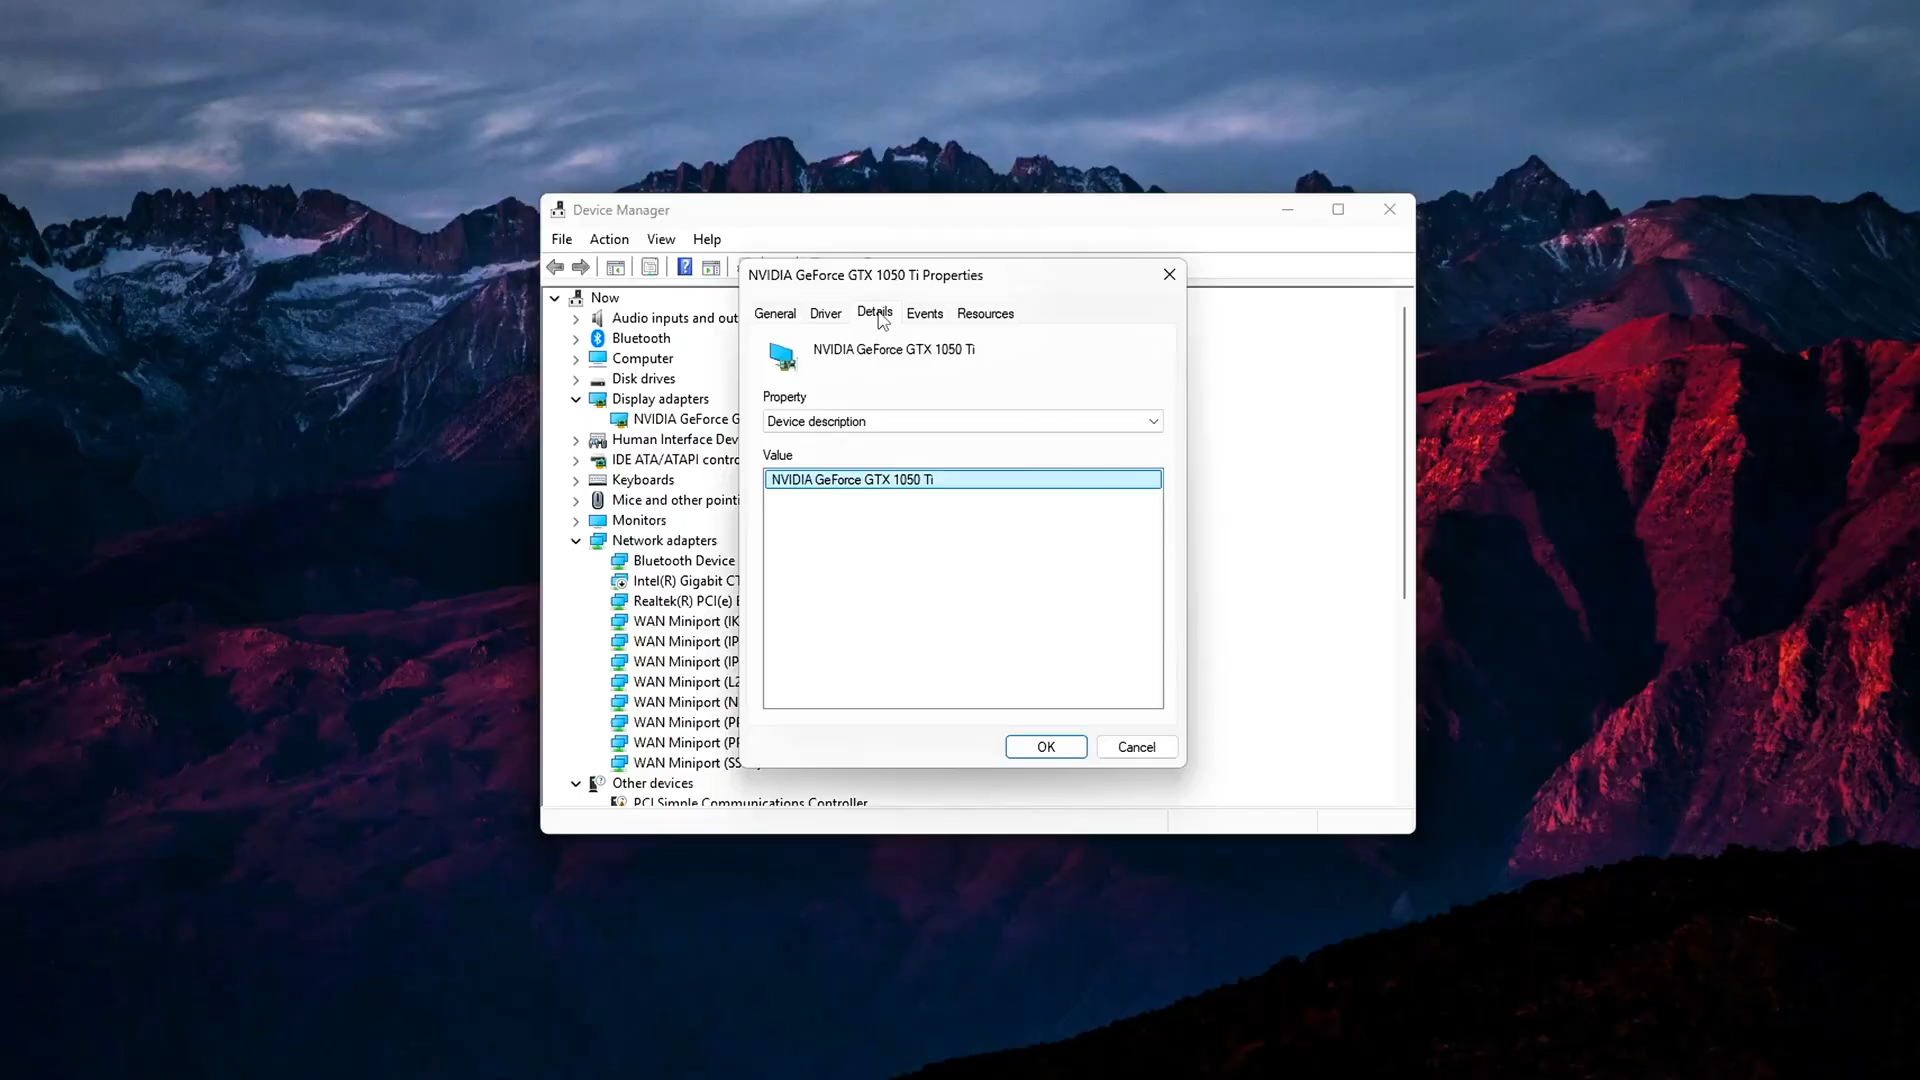 Device Manager
File Action View Help
NVIDIA GeForce GTX 1050 Ti Properties
General Driver Details Events Resources
NVIDIA GeForce GTX 1050 Ti
Property
Device description
Value
NVIDIA GeForce GTX 1050 Ti
OK Cancel
Now
Audio inputs and out
Bluetooth
Computer
Disk drives
Display adapters
NVIDIA GeForce G
Human Interface Dev
IDE ATA/ATAPI contro
Keyboards
Mice and other pointi
Monitors
Network adapters
Bluetooth Device
Intel(R) Gigabit CT
Realtek(R) PCI(e) E
WAN Miniport (IK
WAN Miniport (IP
WAN Miniport (IP
WAN Miniport (L2
WAN Miniport (N
WAN Miniport (PP
WAN Miniport (PP
WAN Miniport (SS
Other devices
PCI Simple Communications Controller